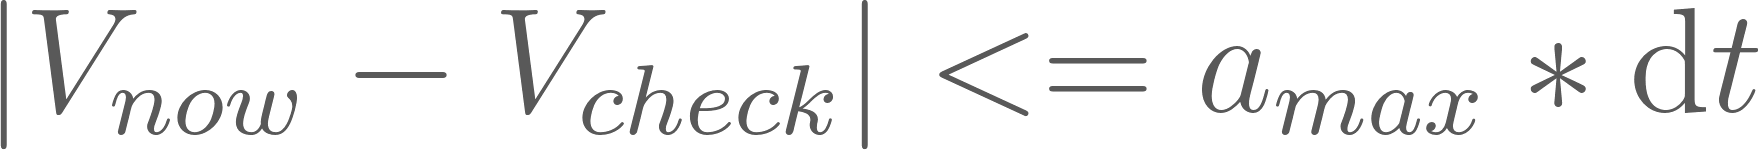 |V_{now} − V_{check}| <= a_{max} * dt